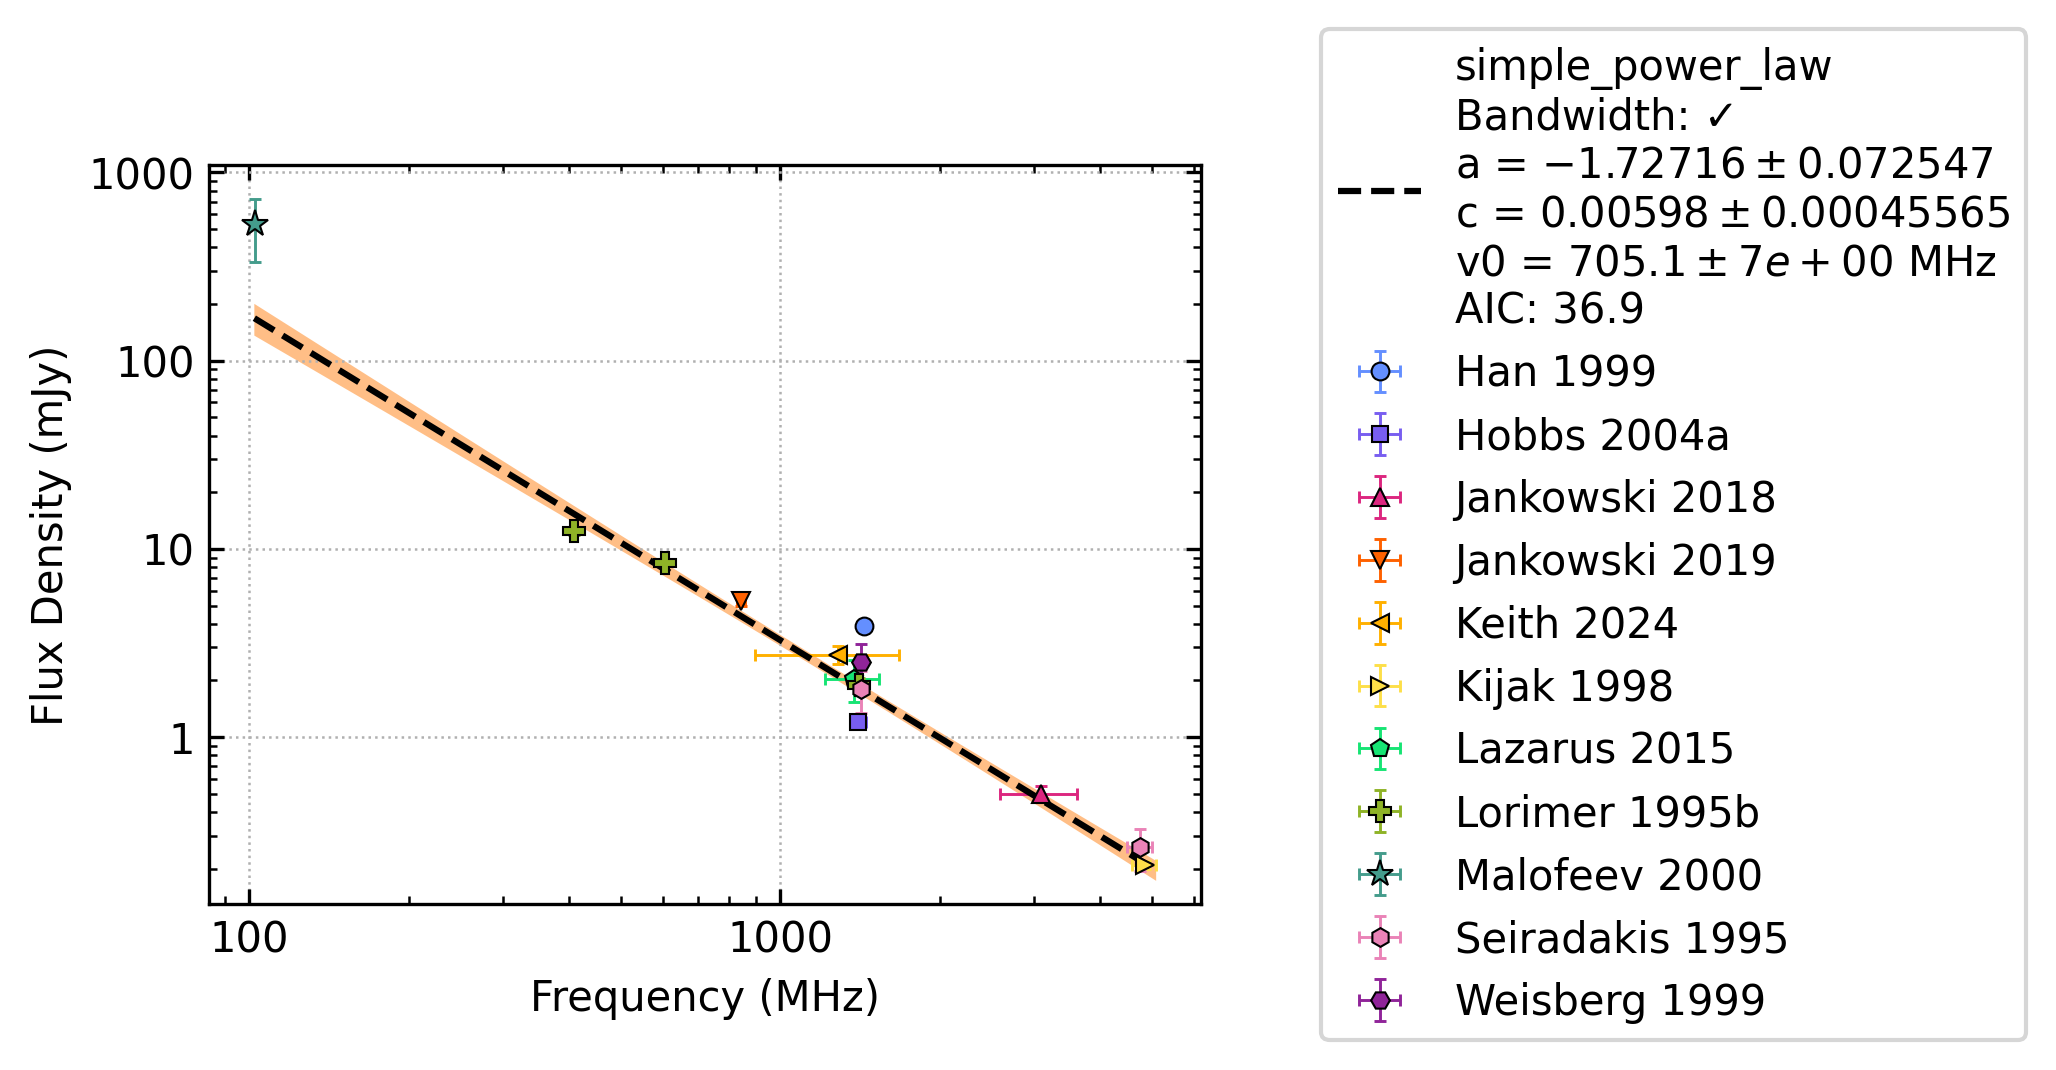 1000
100
10
1
Flux Density (mJy)
100
1000
Frequency (MHz)
simple_power_law
Bandwidth: ✓
a = −1.72716 ± 0.072547
c = 0.00598 ± 0.00045565
v0 = 705.1 ± 7e + 00 MHz
AIC: 36.9
Han 1999
Hobbs 2004a
Jankowski 2018
Jankowski 2019
Keith 2024
Kijak 1998
Lazarus 2015
Lorimer 1995b
Malofeev 2000
Seiradakis 1995
Weisberg 1999